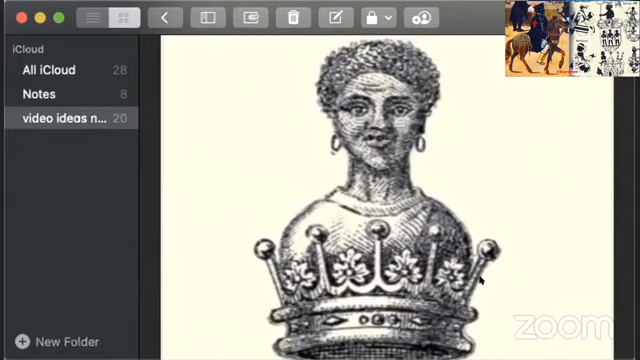 iCloud
All iCloud 28
Notes 8
video ideas n... 20
New Folder
zoom